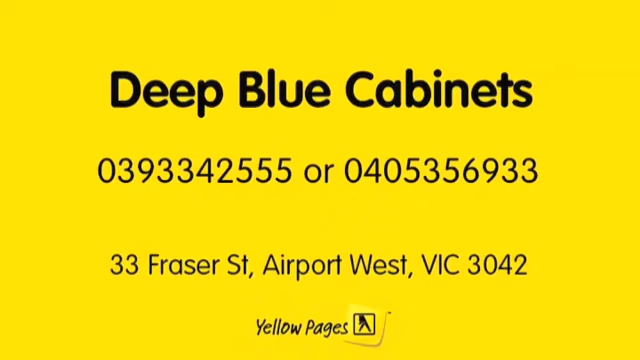 Deep Blue Cabinets
0393342555 or 0405356933
33 Fraser St, Airport West, VIC 3042
Yellow Pages